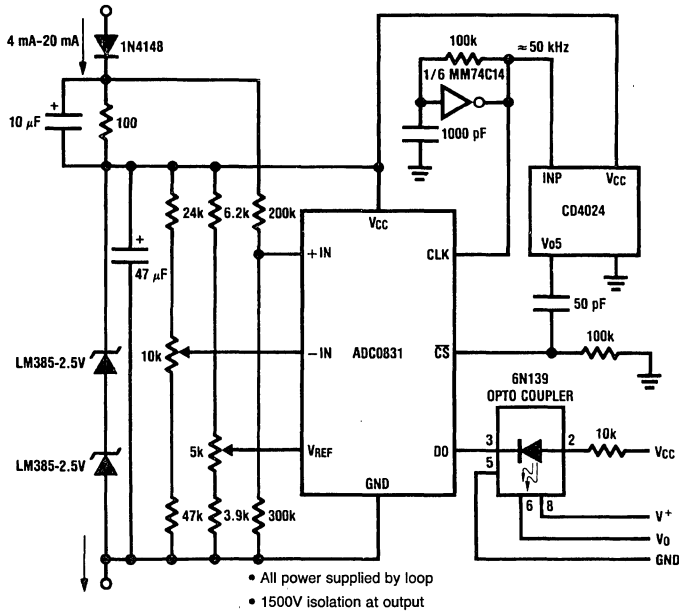 4 mA-20 mA
1N4148
10 μF
+
100
100k
≈50 kHz
1/6 MM74C14
1000 pF
INP
VCC
CD4024
Vo5
24k
6.2k
200k
VCC
+IN
CLK
+
47 μF
50 pF
LM385-2.5V
10k
−IN
ADC0831
CS
100k
6N139
OPTO COUPLER
LM385-2.5V
5k
VREF
DO
3
2
10k
VCC
5
GND
6
8
47k
3.9k
300k
V+
VO
GND
• All power supplied by loop
• 1500V isolation at output